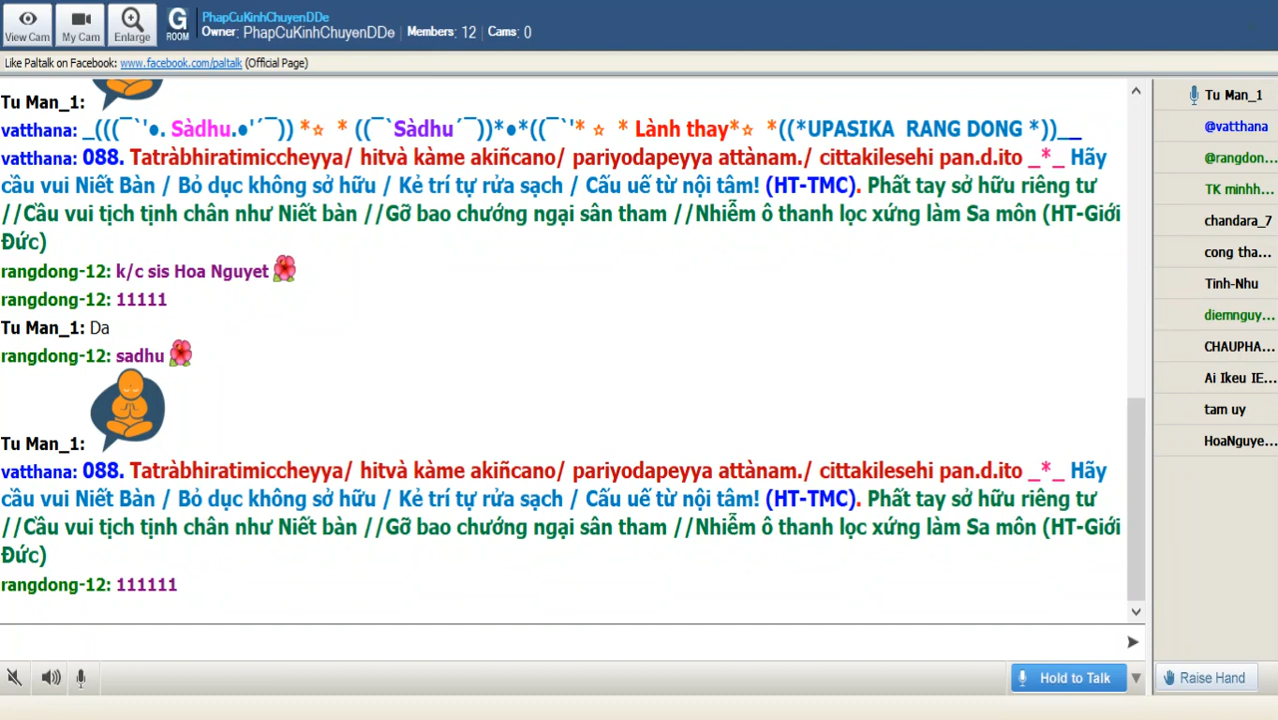 View Cam
My Cam
Enlarge
G
ROOM
PhapCuKinhChuyenDDe
Owner: PhapCuKinhChuyenDDe Members: 12 Cams: 0
Like Paltalk on Facebook: www.facebook.com/paltalk (Official Page)
Tu Man_1:
vatthana: _(((¯`'•. Sàdhu.•'´¯)) *☆ * ((¯`Sàdhu´¯))*•*((¯`'* ☆ * Lành thay*☆ *((*UPASIKA RANG DONG *))__
vatthana: 088. Tatràbhiratimiccheyya/ hitvà kàme akiñcano/ pariyodapeyya attànam./ cittakilesehi pan.d.ito _*_ Hãy
cầu vui Niết Bàn / Bỏ dục không sở hữu / Kẻ trí tự rửa sạch / Cấu uế từ nội tâm! (HT-TMC). Phất tay sở hữu riêng tư
//Cầu vui tịch tịnh chân như Niết bàn //Gỡ bao chướng ngại sân tham //Nhiễm ô thanh lọc xứng làm Sa môn (HT-Giới
Đức)
rangdong-12: k/c sis Hoa Nguyet
rangdong-12: 11111
Tu Man_1: Da
rangdong-12: sadhu
Tu Man_1:
vatthana: 088. Tatràbhiratimiccheyya/ hitvà kàme akiñcano/ pariyodapeyya attànam./ cittakilesehi pan.d.ito _*_ Hãy
cầu vui Niết Bàn / Bỏ dục không sở hữu / Kẻ trí tự rửa sạch / Cấu uế từ nội tâm! (HT-TMC). Phất tay sở hữu riêng tư
//Cầu vui tịch tịnh chân như Niết bàn //Gỡ bao chướng ngại sân tham //Nhiễm ô thanh lọc xứng làm Sa môn (HT-Giới
Đức)
rangdong-12: 111111
Tu Man_1
@vatthana
@rangdon...
TK minhh...
chandara_7
cong tha...
Tinh-Nhu
diemnguy...
CHAUPHA...
Ai Ikeu IE...
tam uy
HoaNguye...
Hold to Talk
Raise Hand